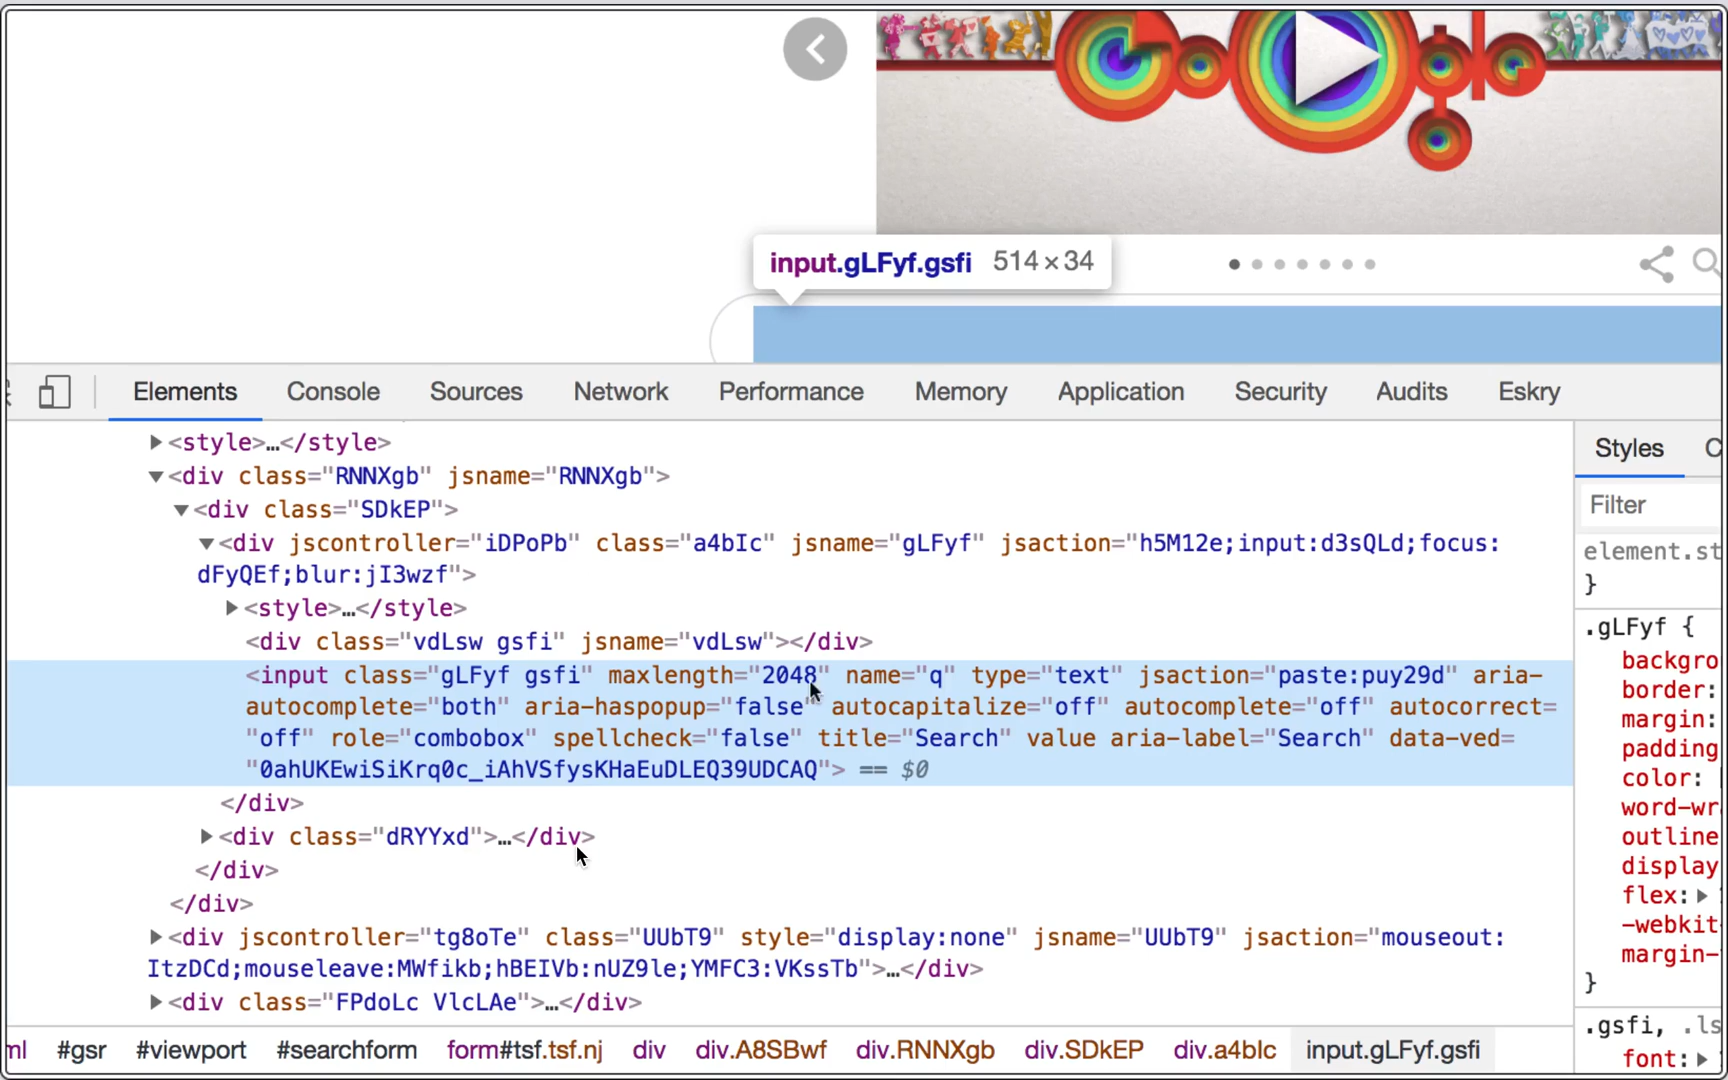 input.gLFyf.gsfi 514 × 34
Elements Console Sources Network Performance Memory Application Security Audits Eskry
<style>…</style>
<div class="RNNXgb" jsname="RNNXgb">
<div class="SDkEP">
<div jscontroller="iDPoPb" class="a4bIc" jsname="gLFyf" jsaction="h5M12e;input:d3sQLd;focus:
dFyQEf;blur:jI3wzf">
<style>…</style>
<div class="vdLsw gsfi" jsname="vdLsw"></div>
<input class="gLFyf gsfi" maxlength="2048" name="q" type="text" jsaction="paste:puy29d" aria-
autocomplete="both" aria-haspopup="false" autocapitalize="off" autocomplete="off" autocorrect=
"off" role="combobox" spellcheck="false" title="Search" value aria-label="Search" data-ved=
"0ahUKEwiSiKrq0c_iAhVSfysKHaEuDLEQ39UDCAQ"> == $0
</div>
<div class="dRYYxd">…</div>
</div>
</div>
<div jscontroller="tg8oTe" class="UUbT9" style="display:none" jsname="UUbT9" jsaction="mouseout:
ItzDCd;mouseleave:MWfikb;hBEIVb:nUZ9le;YMFC3:VKssTb">…</div>
<div class="FPdoLc VlcLAe">…</div>
ml #gsr #viewport #searchform form#tsf.tsf.nj div div.A8SBwf div.RNNXgb div.SDkEP div.a4bIc input.gLFyf.gsfi
Styles C
Filter
element.st
}
.gLFyf {
backgro
border:
margin:
padding
color:
word-wr
outline
display
flex:
-webkit
margin-
}
.gsfi, .ls
font: